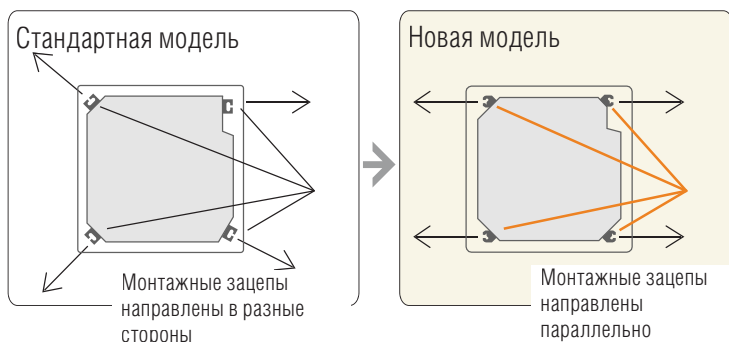 Стандартная модель
Новая модель
Монтажные зацепы
направлены в разные
стороны
Монтажные зацепы
направлены
параллельно